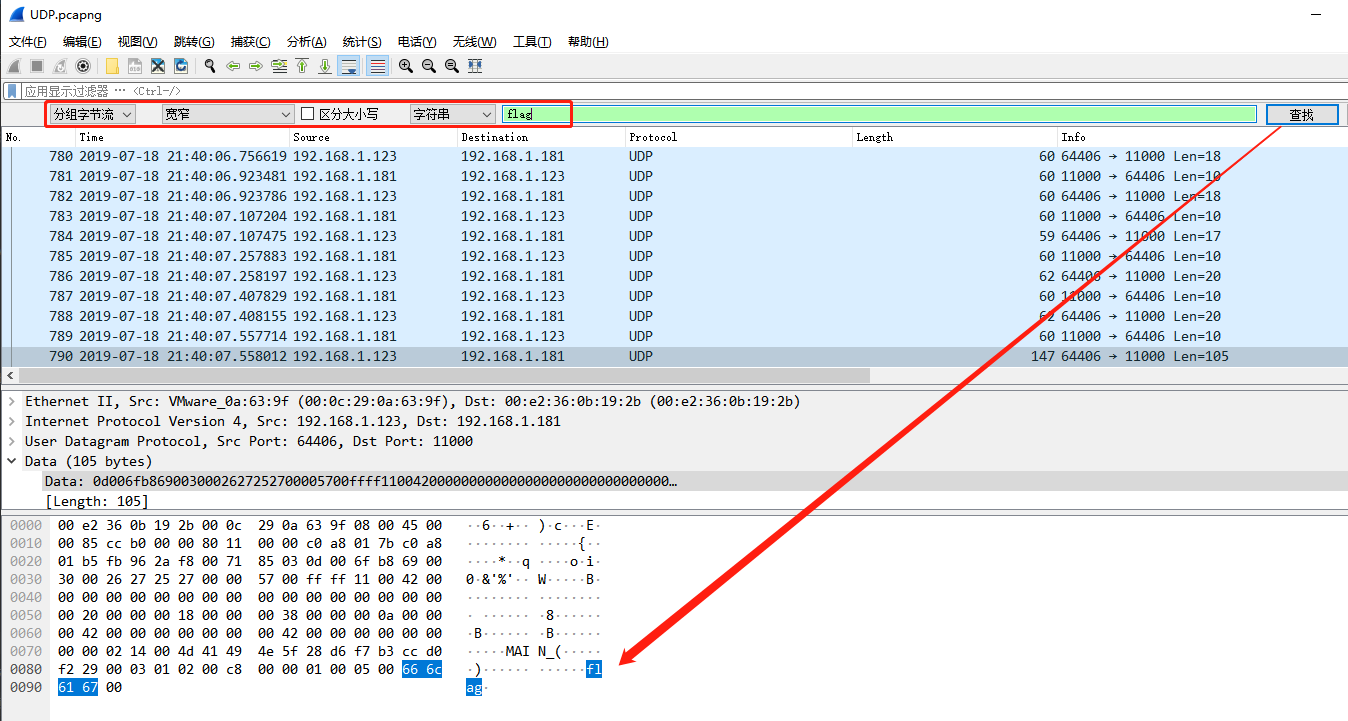 UDP.pcapng
文件(F) 编辑(E) 视图(V) 跳转(G) 捕获(C) 分析(A) 统计(S) 电话(Y) 无线(W) 工具(T) 帮助(H)
应用显示过滤器 … <Ctrl-/>
分组字节流 宽窄 区分大小写 字符串 flag 查找
No. Time Source Destination Protocol Length Info
780 2019-07-18 21:40:06.756619 192.168.1.123 192.168.1.181 UDP 60 64406 → 11000 Len=18
781 2019-07-18 21:40:06.923481 192.168.1.181 192.168.1.123 UDP 60 11000 → 64406 Len=10
782 2019-07-18 21:40:06.923786 192.168.1.123 192.168.1.181 UDP 60 64406 → 11000 Len=18
783 2019-07-18 21:40:07.107204 192.168.1.181 192.168.1.123 UDP 60 11000 → 64406 Len=10
784 2019-07-18 21:40:07.107475 192.168.1.123 192.168.1.181 UDP 59 64406 → 11000 Len=17
785 2019-07-18 21:40:07.257883 192.168.1.181 192.168.1.123 UDP 60 11000 → 64406 Len=10
786 2019-07-18 21:40:07.258197 192.168.1.123 192.168.1.181 UDP 62 64406 → 11000 Len=20
787 2019-07-18 21:40:07.407829 192.168.1.181 192.168.1.123 UDP 60 11000 → 64406 Len=10
788 2019-07-18 21:40:07.408155 192.168.1.123 192.168.1.181 UDP 62 64406 → 11000 Len=20
789 2019-07-18 21:40:07.557714 192.168.1.181 192.168.1.123 UDP 60 11000 → 64406 Len=10
790 2019-07-18 21:40:07.558012 192.168.1.123 192.168.1.181 UDP 147 64406 → 11000 Len=105
Ethernet II, Src: VMware_0a:63:9f (00:0c:29:0a:63:9f), Dst: 00:e2:36:0b:19:2b (00:e2:36:0b:19:2b)
Internet Protocol Version 4, Src: 192.168.1.123, Dst: 192.168.1.181
User Datagram Protocol, Src Port: 64406, Dst Port: 11000
Data (105 bytes)
Data: 0d006fb8690030002627252700005700ffff1100420000000000000000000000000000000000…
[Length: 105]
0000 00 e2 36 0b 19 2b 00 0c 29 0a 63 9f 08 00 45 00 ··6··+·· )·c···E·
0010 00 85 cc b0 00 00 80 11 00 00 c0 a8 01 7b c0 a8 ········ ·····{··
0020 01 b5 fb 96 2a f8 00 71 85 03 0d 00 6f b8 69 00 ····*··q ····o·i·
0030 30 00 26 27 25 27 00 00 57 00 ff ff 11 00 42 00 0·&'%'·· W·····B·
0040 00 00 00 00 00 00 00 00 00 00 00 00 00 00 00 00 ········ ········
0050 00 20 00 00 00 18 00 00 00 38 00 00 00 0a 00 00 · ······ ·8······
0060 00 42 00 00 00 00 00 00 00 42 00 00 00 00 00 00 ·B······ ·B······
0070 00 00 02 14 00 4d 41 49 4e 5f 28 d6 f7 b3 cc d0 ·····MAI N_(·····
0080 f2 29 00 03 01 02 00 c8 00 00 01 00 05 00 66 6c ·)······ ······fl
0090 61 67 00 ag·